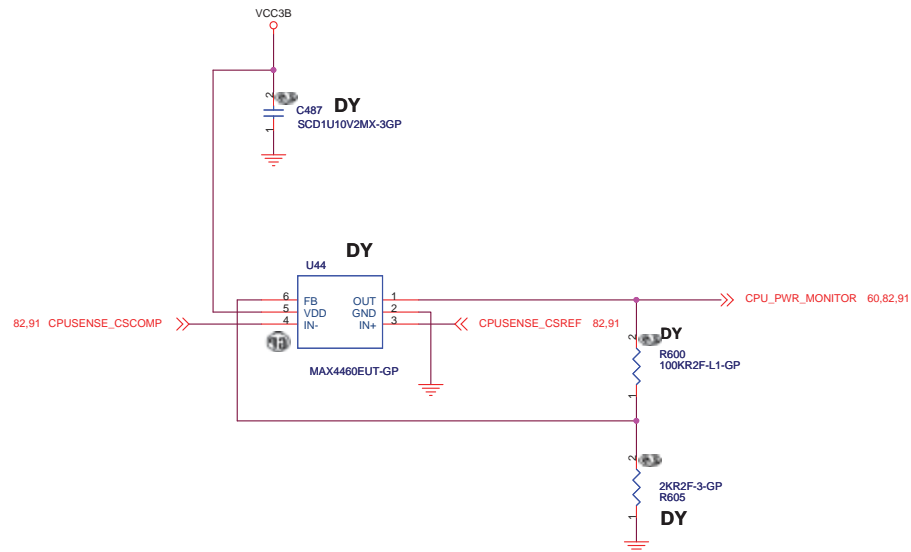 VCC3B
2
C487 DY
SCD1U10V2MX-3GP
1
DY
U44
6 FB OUT 1
5 VDD GND 2
4 IN- IN+ 3
82,91 CPUSENSE_CSCOMP
CPUSENSE_CSREF 82,91
CPU_PWR_MONITOR 60,82,91
MAX4460EUT-GP
2
DY
R600
100KR2F-L1-GP
1
2
2KR2F-3-GP
R605
1
DY